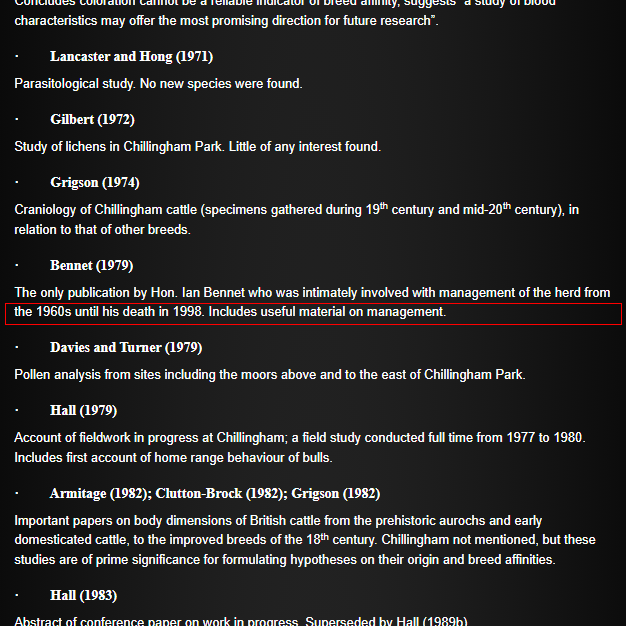 Concludes coloration cannot be a reliable indicator of breed affinity, suggests "a study of blood
characteristics may offer the most promising direction for future research".
· Lancaster and Hong (1971)
Parasitological study. No new species were found.
· Gilbert (1972)
Study of lichens in Chillingham Park. Little of any interest found.
· Grigson (1974)
Craniology of Chillingham cattle (specimens gathered during 19th century and mid-20th century), in
relation to that of other breeds.
· Bennet (1979)
The only publication by Hon. Ian Bennet who was intimately involved with management of the herd from
the 1960s until his death in 1998. Includes useful material on management.
· Davies and Turner (1979)
Pollen analysis from sites including the moors above and to the east of Chillingham Park.
· Hall (1979)
Account of fieldwork in progress at Chillingham; a field study conducted full time from 1977 to 1980.
Includes first account of home range behaviour of bulls.
· Armitage (1982); Clutton-Brock (1982); Grigson (1982)
Important papers on body dimensions of British cattle from the prehistoric aurochs and early
domesticated cattle, to the improved breeds of the 18th century. Chillingham not mentioned, but these
studies are of prime significance for formulating hypotheses on their origin and breed affinities.
· Hall (1983)
Abstract of conference paper on work in progress. Superseded by Hall (1989b)